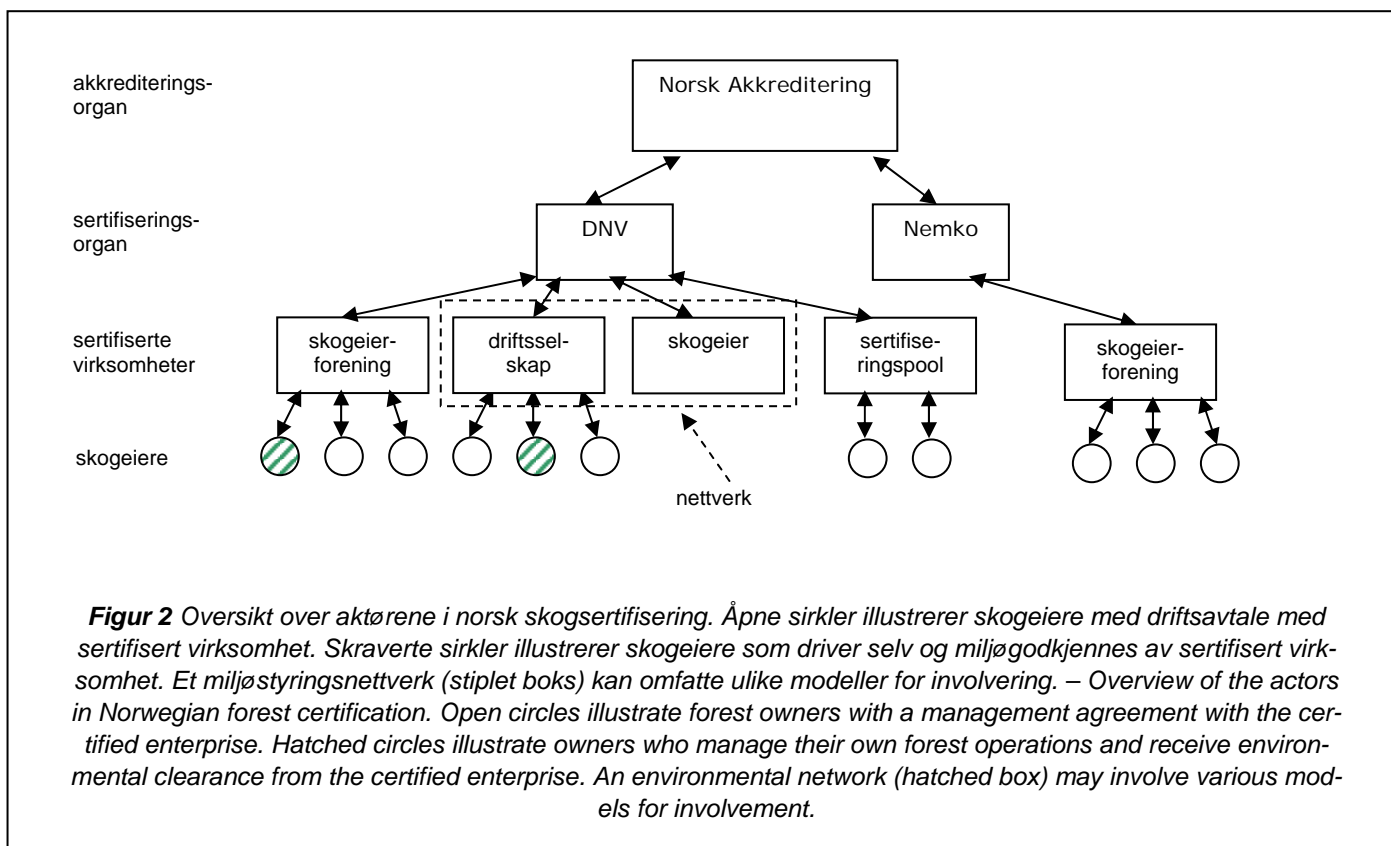 akkrediterings-
organ
Norsk Akkreditering
sertifiserings-
organ
DNV
Nemko
sertifiserte
virksomheter
skogeier-
forening
driftssel-
skap
skogeier
sertifise-
ringspool
skogeier-
forening
skogeiere
nettverk
Figur 2 Oversikt over aktørene i norsk skogsertifisering. Åpne sirkler illustrerer skogeiere med driftsavtale med
sertifisert virksomhet. Skraverte sirkler illustrerer skogeiere som driver selv og miljøgodkjennes av sertifisert virk-
somhet. Et miljøstyringsnettverk (stiplet boks) kan omfatte ulike modeller for involvering. – Overview of the actors
in Norwegian forest certification. Open circles illustrate forest owners with a management agreement with the cer-
tified enterprise. Hatched circles illustrate owners who manage their own forest operations and receive environ-
mental clearance from the certified enterprise. An environmental network (hatched box) may involve various mod-
els for involvement.